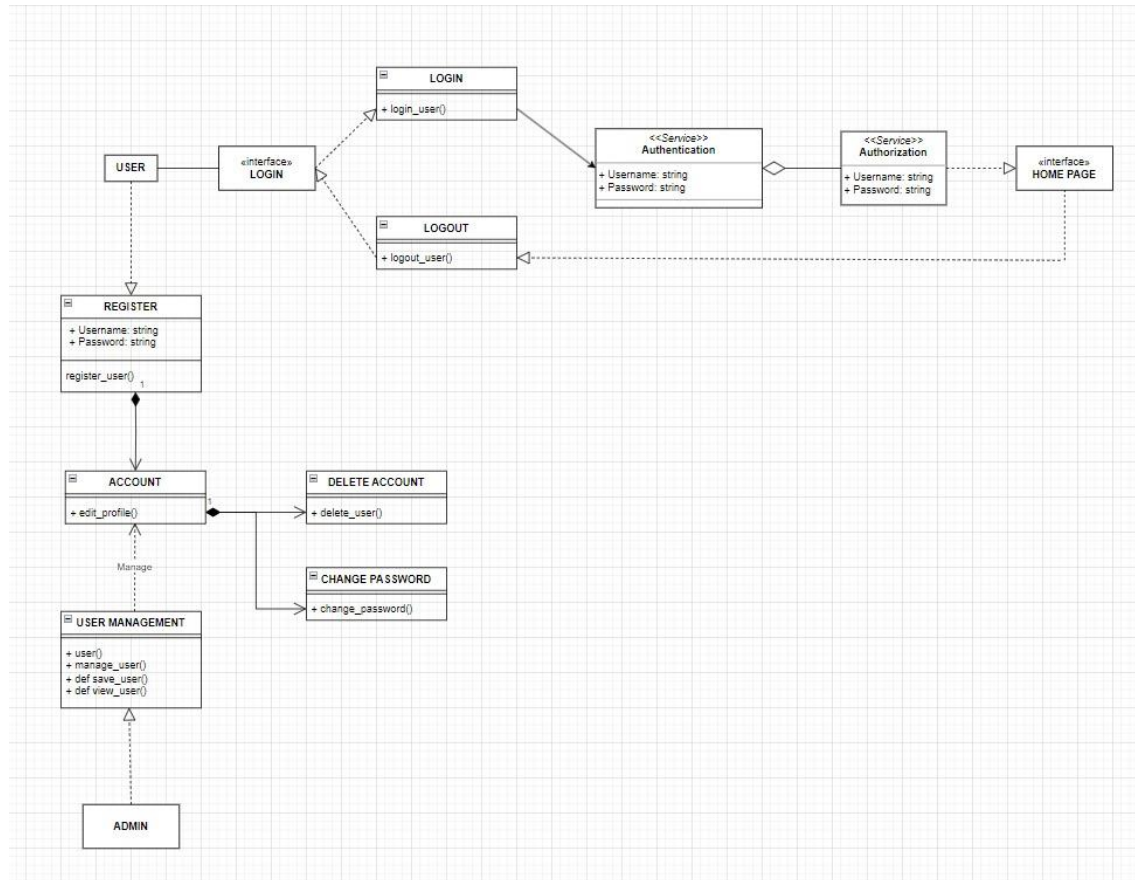 LOGIN
+ login_user()
<<Service>>
Authentication
+ Username: string
+ Password: string
<<Service>>
Authorization
+ Username: string
+ Password: string
«interface»
HOME PAGE
USER
«interface»
LOGIN
LOGOUT
+ logout_user()
REGISTER
+ Username: string
+ Password: string
register_user()
1
ACCOUNT
+ edit_profile()
1
DELETE ACCOUNT
+ delete_user()
Manage
CHANGE PASSWORD
+ change_password()
USER MANAGEMENT
+ user()
+ manage_user()
+ def save_user()
+ def view_user()
ADMIN